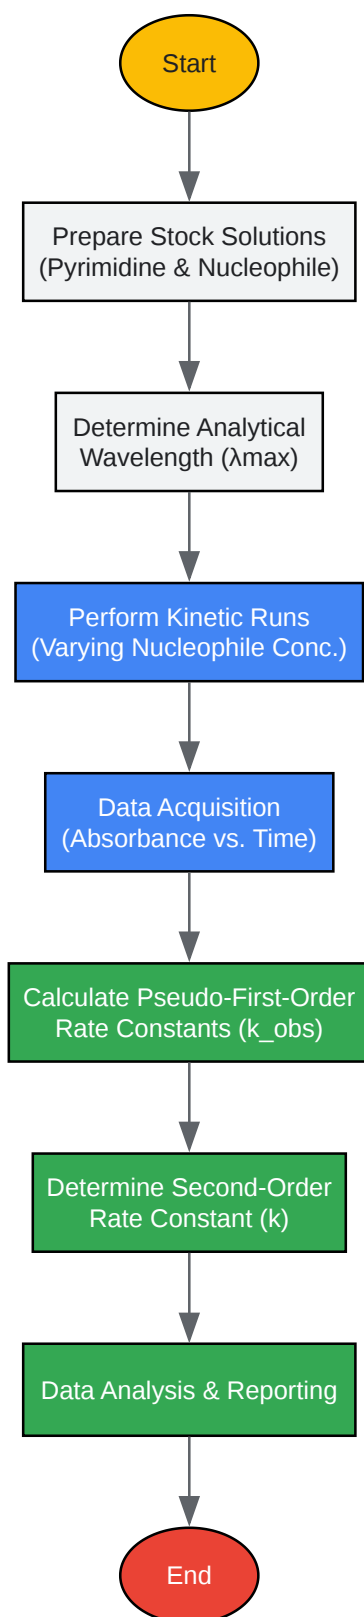 Start
Prepare Stock Solutions
(Pyrimidine & Nucleophile)
Determine Analytical
Wavelength (λmax)
Perform Kinetic Runs
(Varying Nucleophile Conc.)
Data Acquisition
(Absorbance vs. Time)
Calculate Pseudo-First-Order
Rate Constants (k_obs)
Determine Second-Order
Rate Constant (k)
Data Analysis & Reporting
End